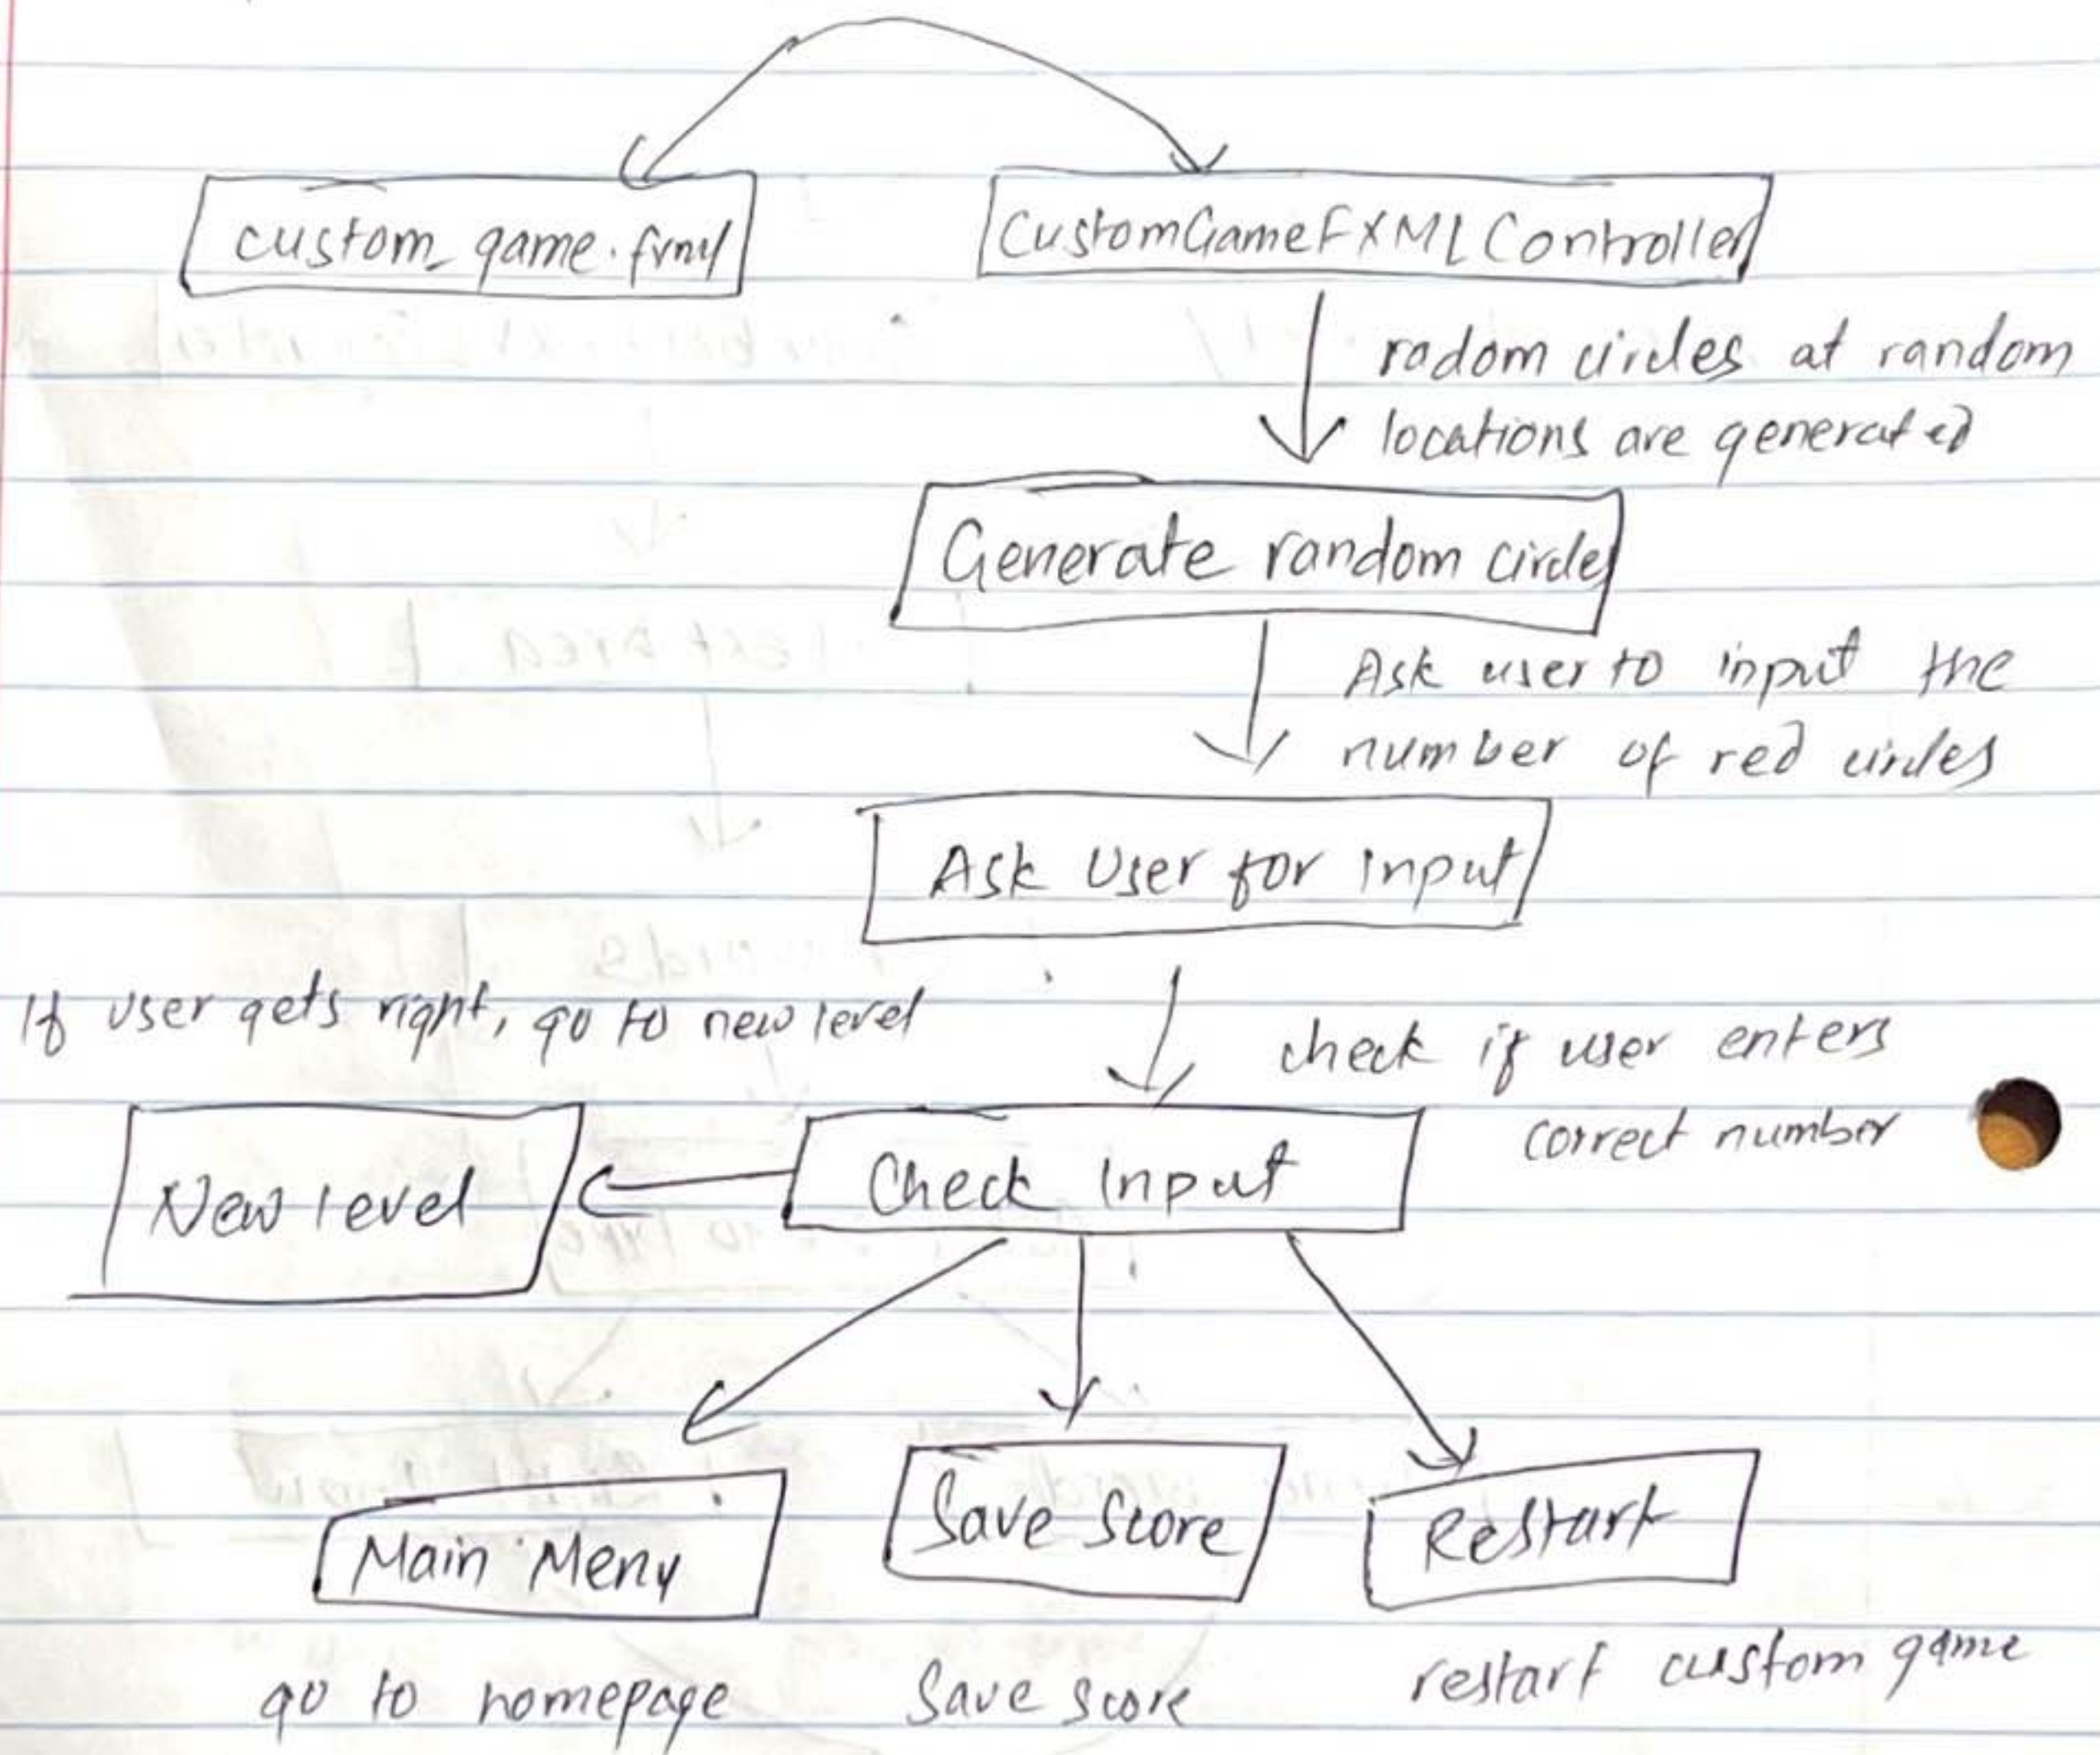 custom_game.fxml
CustomGameFXMLController
radom circles at random
locations are generated
Generate random circles
Ask user to input the
number of red circles
Ask User for input
If user gets right, go to new level
check if user enters
correct number
New level
Check Input
Main Menu
Save Score
Restart
go to homepage
Save score
restart custom game